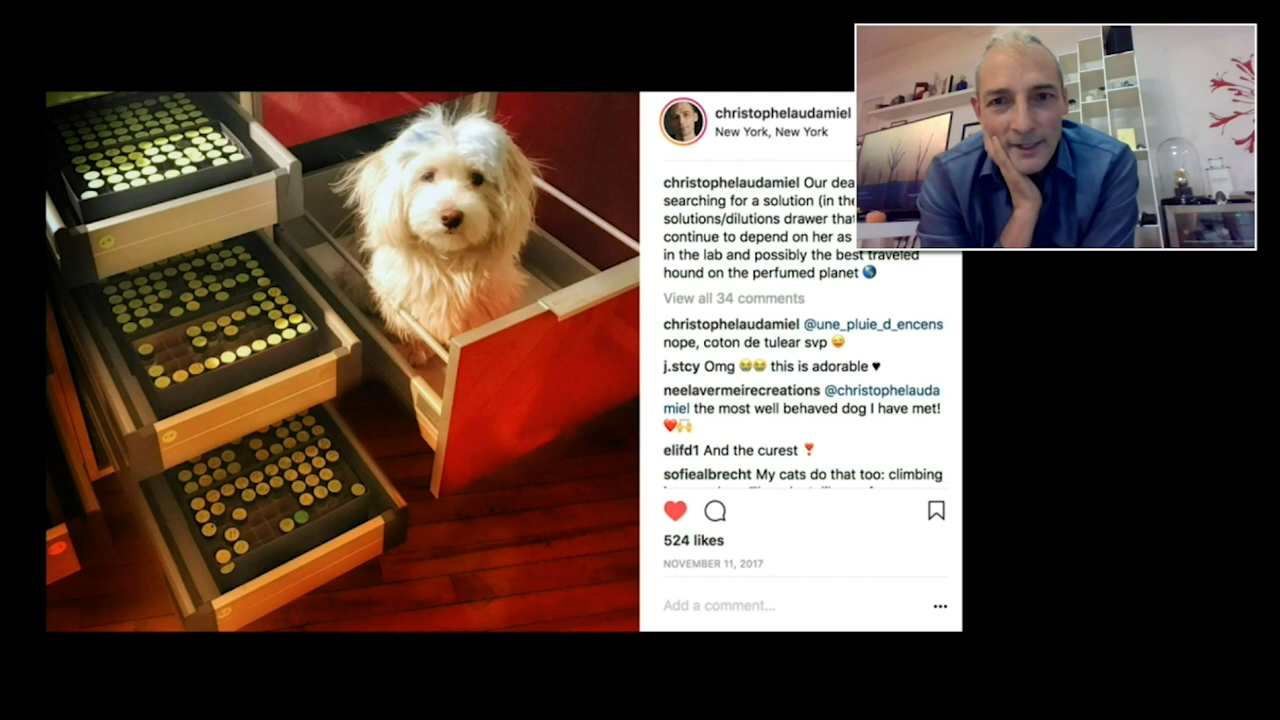 christophelaudamiel
New York, New York
christophelaudamiel Our dea
searching for a solution (in the
solutions/dilutions drawer that
continue to depend on her as
in the lab and possibly the best traveled
hound on the perfumed planet 🌎
View all 34 comments
christophelaudamiel @une_pluie_d_encens
nope, coton de tulear svp 😅
j.stcy Omg 😭😭 this is adorable ♥
neelavermeirecreations @christophelauda
miel the most well behaved dog I have met!
❤️🙌
elifd1 And the curest ❣️
sofiealbrecht My cats do that too: climbing
524 likes
NOVEMBER 11, 2017
Add a comment...